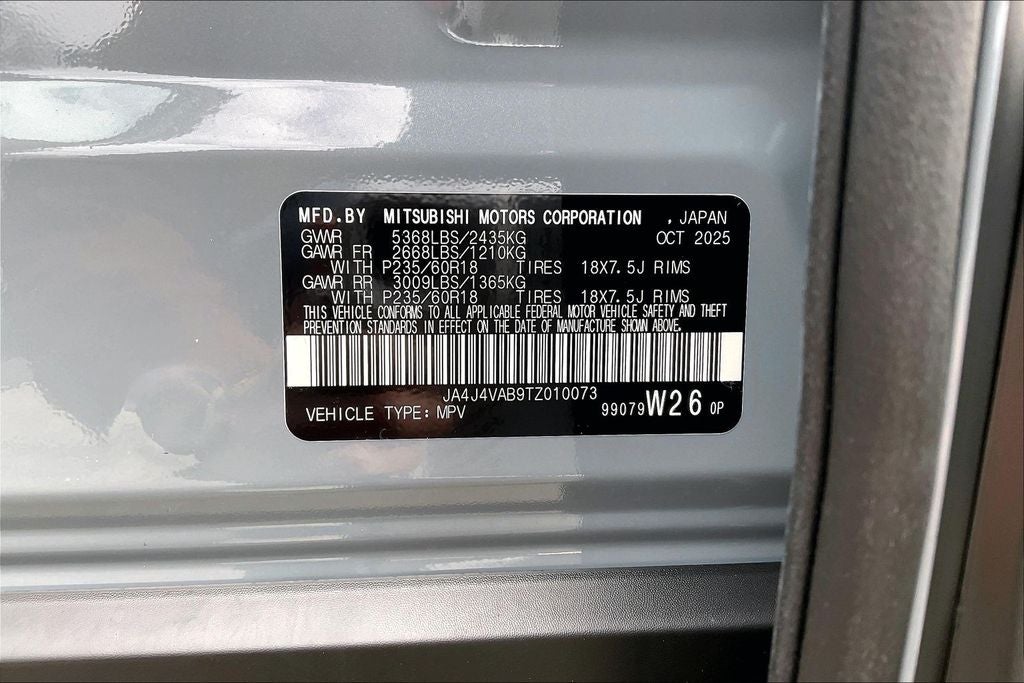 MFD.BY MITSUBISHI MOTORS CORPORATION , JAPAN
GVWR 5368LBS/2435KG OCT 2025
GAWR FR 2668LBS/1210KG
WITH P235/60R18 TIRES 18X7.5J RIMS
GAWR RR 3009LBS/1365KG
WITH P235/60R18 TIRES 18X7.5J RIMS
THIS VEHICLE CONFORMS TO ALL APPLICABLE FEDERAL MOTOR VEHICLE SAFETY AND THEFT
PREVENTION STANDARDS IN EFFECT ON THE DATE OF MANUFACTURE SHOWN ABOVE.
JA4J4VAB9TZ010073
VEHICLE TYPE: MPV 99079 W26 0P